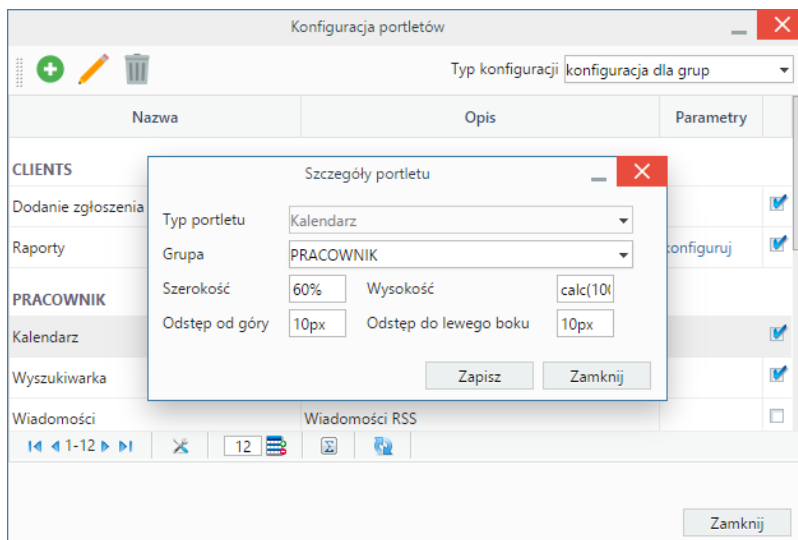 Konfiguracja portletów
Typ konfiguracji konfiguracja dla grup
Nazwa Opis Parametry
CLIENTS
Dodanie zgłoszenia
Raporty konfiguruj
PRACOWNIK
Kalendarz
Wyszukiwarka
Wiadomości Wiadomości RSS
1-12 12
Zamknij
Szczegóły portletu
Typ portletu Kalendarz
Grupa PRACOWNIK
Szerokość 60% Wysokość calc(10
Odstęp od góry 10px Odstęp do lewego boku 10px
Zapisz Zamknij